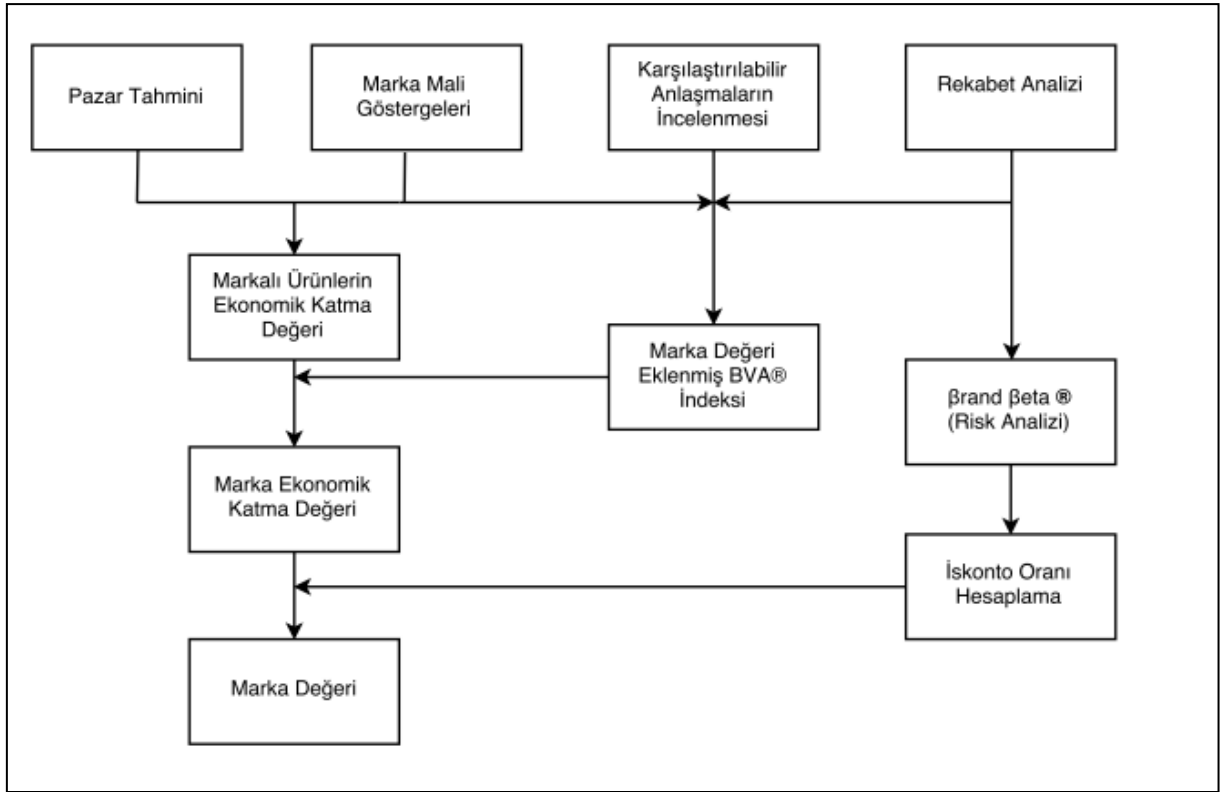 Pazar Tahmini
Marka Mali
Göstergeleri
Karşılaştırılabilir
Anlaşmaların
İncelenmesi
Rekabet Analizi
Markalı Ürünlerin
Ekonomik Katma
Değeri
Marka Değeri
Eklenmiş BVA®
İndeksi
βrand βeta ®
(Risk Analizi)
Marka Ekonomik
Katma Değeri
İskonto Oranı
Hesaplama
Marka Değeri